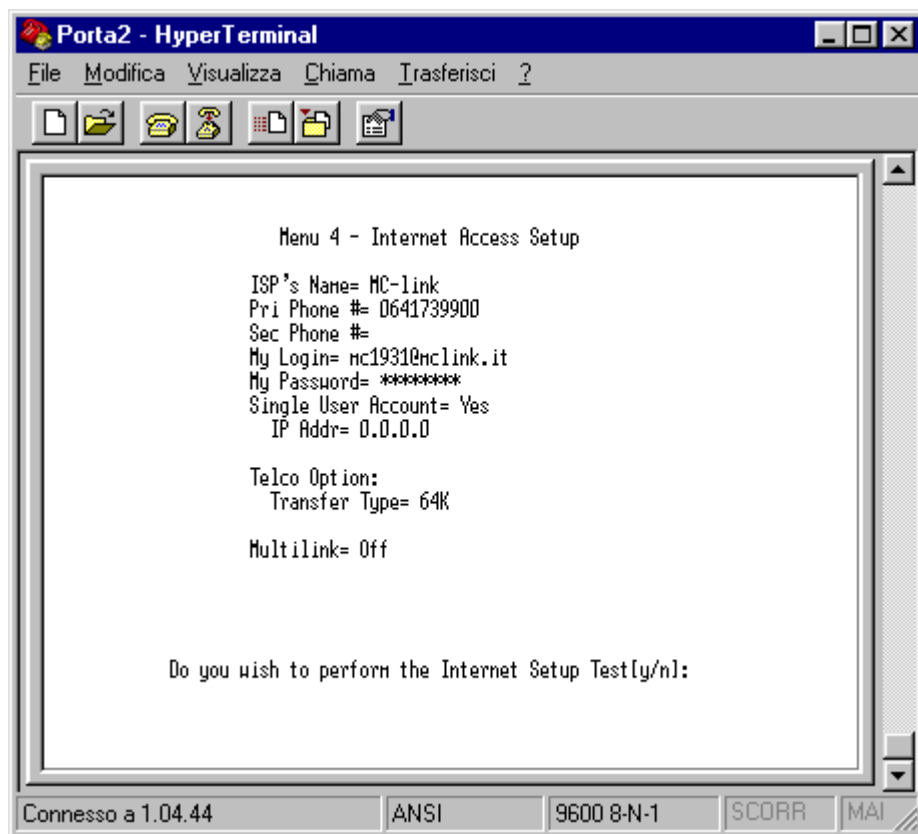 Porta2 - HyperTerminal
File Modifica Visualizza Chiama Trasferisci ?
Menu 4 - Internet Access Setup
ISP's Name= MC-link
Pri Phone #= 0641739900
Sec Phone #=
My Login= mc1931@mclink.it
My Password= ********
Single User Account= Yes
IP Addr= 0.0.0.0
Telco Option:
Transfer Type= 64K
Multilink= Off
Do you wish to perform the Internet Setup Test[y/n]:
Connesso a 1.04.44 ANSI 9600 8-N-1 SCORR MAI